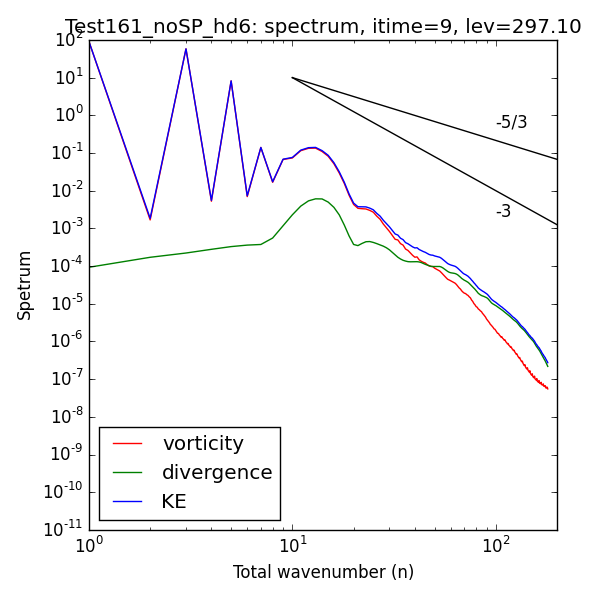 Test161_noSP_hd6: spectrum, itime=9, lev=297.10
10^2
10^1
10^0
10^-1
10^-2
10^-3
10^-4
10^-5
10^-6
10^-7
10^-8
10^-9
10^-10
10^-11
Spetrum
-5/3
-3
vorticity
divergence
KE
10^0 10^1 10^2
Total wavenumber (n)